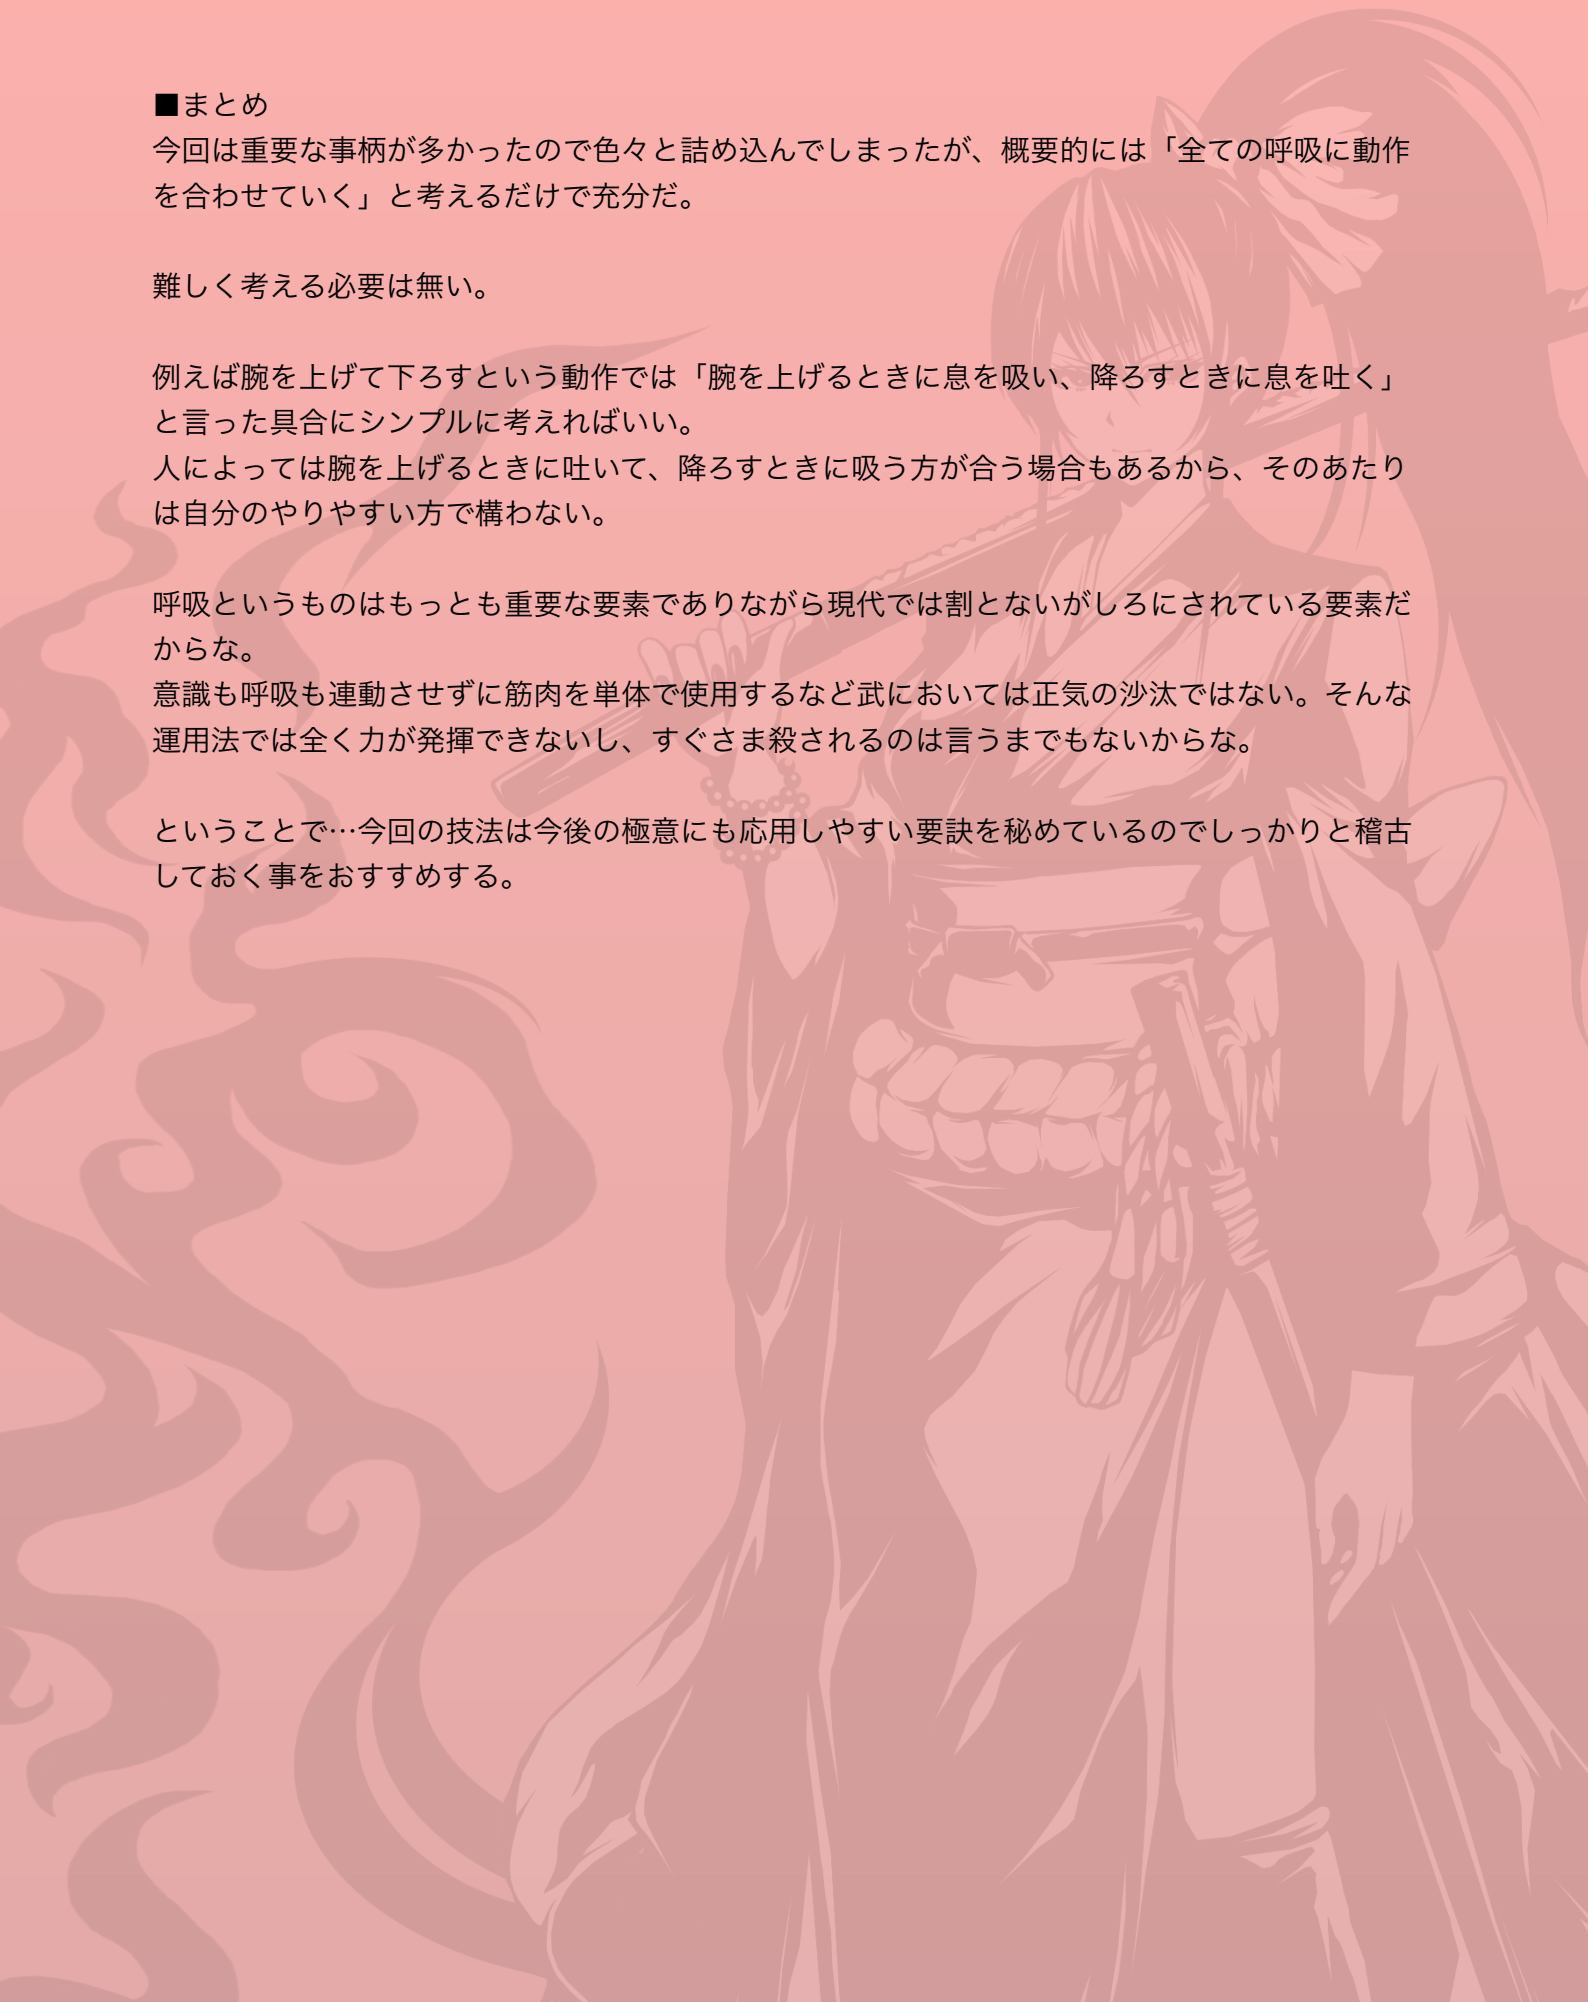 ■まとめ
今回は重要な事柄が多かったので色々と詰め込んでしまったが、概要的には「全ての呼吸に動作
を合わせていく」と考えるだけで充分だ。
難しく考える必要は無い。
例えば腕を上げて下ろすという動作では「腕を上げるときに息を吸い、降ろすときに息を吐く」
と言った具合にシンプルに考えればいい。
人によっては腕を上げるときに吐いて、降ろすときに吸う方が合う場合もあるから、そのあたり
は自分のやりやすい方で構わない。
呼吸というものはもっとも重要な要素でありながら現代では割とないがしろにされている要素だ
からな。
意識も呼吸も連動させずに筋肉を単体で使用するなど武においては正気の沙汰ではない。そんな
運用法では全く力が発揮できないし、すぐさま殺されるのは言うまでもないからな。
ということで…今回の技法は今後の極意にも応用しやすい要訣を秘めているのでしっかりと稽古
しておく事をおすすめする。